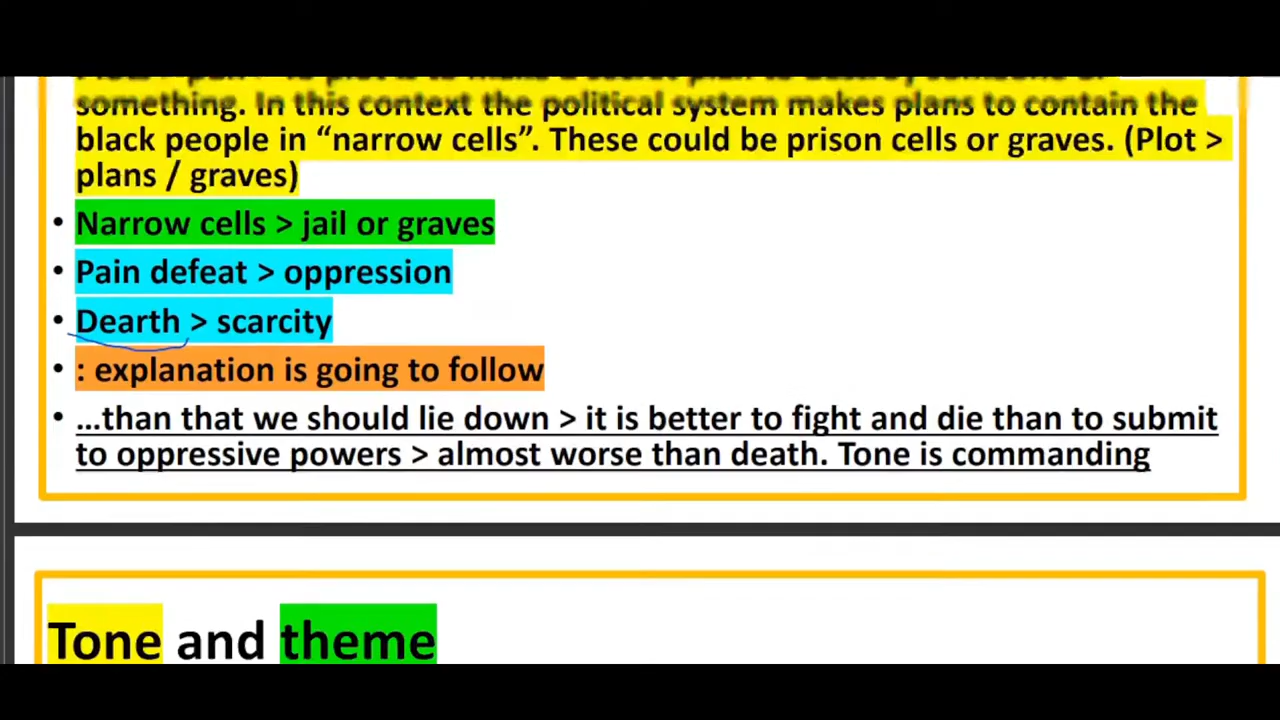 something. In this context the political system makes plans to contain the
black people in “narrow cells”. These could be prison cells or graves. (Plot >
plans / graves)
• Narrow cells > jail or graves
• Pain defeat > oppression
• Dearth > scarcity
• : explanation is going to follow
• …than that we should lie down > it is better to fight and die than to submit
to oppressive powers > almost worse than death. Tone is commanding
Tone and theme